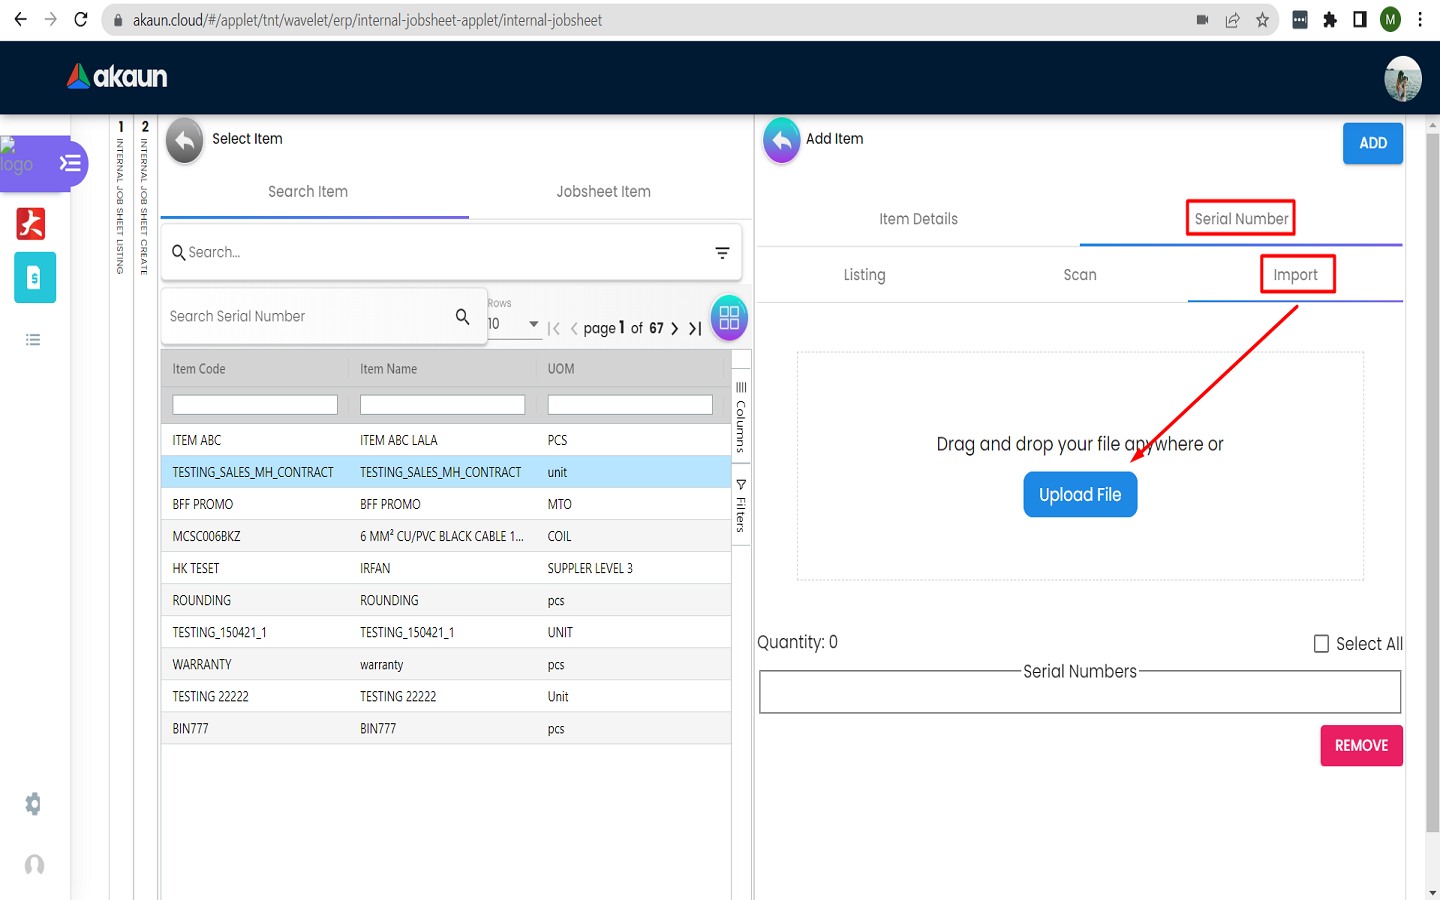 akaun.cloud/#/applet/tnt/wavelet/erp/internal-jobsheet-applet/internal-jobsheet
M
akaun
logo
1 INTERNAL JOB SHEET LISTING
2 INTERNAL JOB SHEET CREATE
Select Item
Search Item
Jobsheet Item
Search...
Search Serial Number
Rows
10
page 1 of 67
Item Code Item Name UOM
ITEM ABC ITEM ABC LALA PCS
TESTING_SALES_MH_CONTRACT TESTING_SALES_MH_CONTRACT unit
BFF PROMO BFF PROMO MTO
MCSC006BKZ 6 MM² CU/PVC BLACK CABLE 1... COIL
HK TESET IRFAN SUPPLER LEVEL 3
ROUNDING ROUNDING pcs
TESTING_150421_1 TESTING_150421_1 UNIT
WARRANTY warranty pcs
TESTING 22222 TESTING 22222 Unit
BIN777 BIN777 pcs
Columns
Filters
Add Item
ADD
Item Details
Serial Number
Listing
Scan
Import
Drag and drop your file anywhere or
Upload File
Quantity: 0
Select All
Serial Numbers
REMOVE